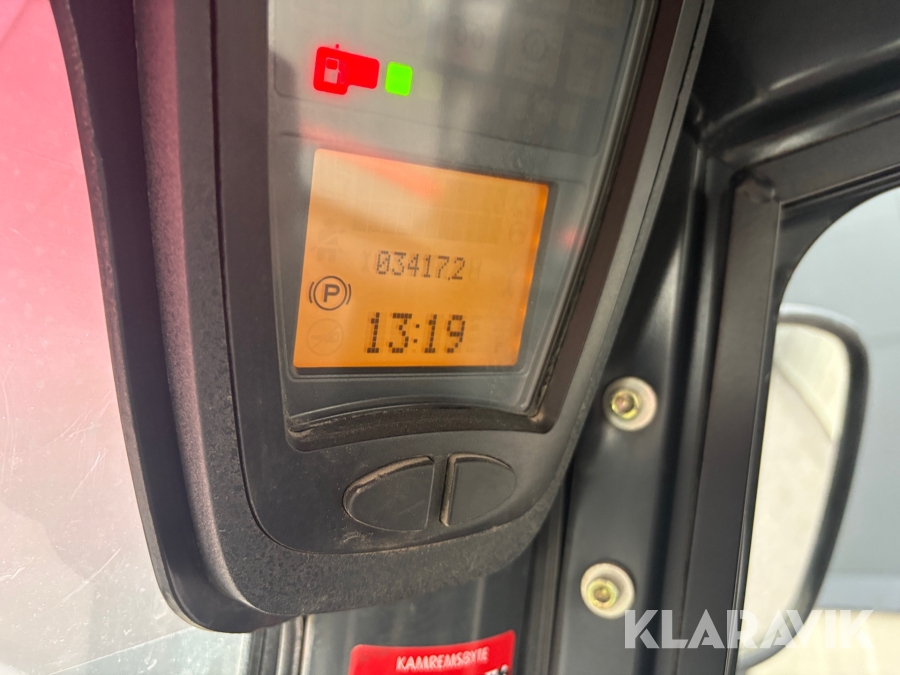 034172
P
13:19
KAMREMSBYTE
KLARAVIK